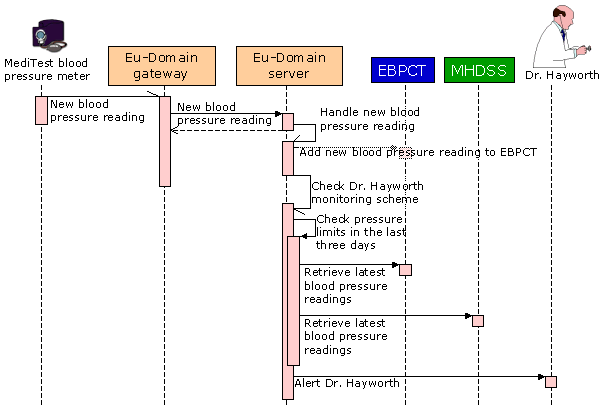 MediTest blood
pressure meter
Eu-Domain
gateway
Eu-Domain
server
EBPCT
MHDSS
Dr. Hayworth
New blood
pressure reading
New blood
pressure reading
Handle new blood
pressure reading
Add new blood pressure reading to EBPCT
Check Dr. Hayworth
monitoring scheme
Check pressure
limits in the last
three days
Retrieve latest
blood pressure
readings
Retrieve latest
blood pressure
readings
Alert Dr. Hayworth